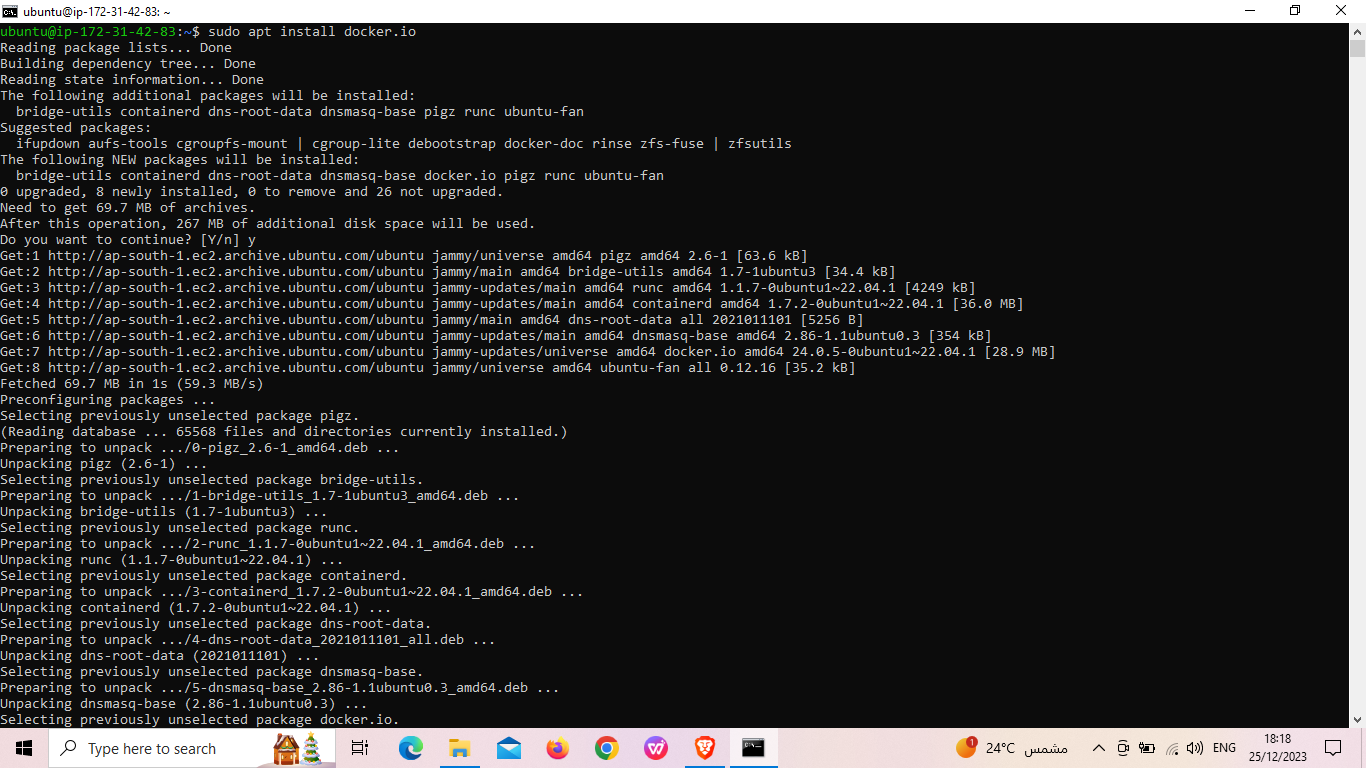 ubuntu@ip-172-31-42-83: ~
ubuntu@ip-172-31-42-83:~$ sudo apt install docker.io
Reading package lists... Done
Building dependency tree... Done
Reading state information... Done
The following additional packages will be installed:
  bridge-utils containerd dns-root-data dnsmasq-base pigz runc ubuntu-fan
Suggested packages:
  ifupdown aufs-tools cgroupfs-mount | cgroup-lite debootstrap docker-doc rinse zfs-fuse | zfsutils
The following NEW packages will be installed:
  bridge-utils containerd dns-root-data dnsmasq-base docker.io pigz runc ubuntu-fan
0 upgraded, 8 newly installed, 0 to remove and 26 not upgraded.
Need to get 69.7 MB of archives.
After this operation, 267 MB of additional disk space will be used.
Do you want to continue? [Y/n] y
Get:1 http://ap-south-1.ec2.archive.ubuntu.com/ubuntu jammy/universe amd64 pigz amd64 2.6-1 [63.6 kB]
Get:2 http://ap-south-1.ec2.archive.ubuntu.com/ubuntu jammy/main amd64 bridge-utils amd64 1.7-1ubuntu3 [34.4 kB]
Get:3 http://ap-south-1.ec2.archive.ubuntu.com/ubuntu jammy-updates/main amd64 runc amd64 1.1.7-0ubuntu1~22.04.1 [4249 kB]
Get:4 http://ap-south-1.ec2.archive.ubuntu.com/ubuntu jammy-updates/main amd64 containerd amd64 1.7.2-0ubuntu1~22.04.1 [36.0 MB]
Get:5 http://ap-south-1.ec2.archive.ubuntu.com/ubuntu jammy/main amd64 dns-root-data all 2021011101 [5256 B]
Get:6 http://ap-south-1.ec2.archive.ubuntu.com/ubuntu jammy-updates/main amd64 dnsmasq-base amd64 2.86-1.1ubuntu0.3 [354 kB]
Get:7 http://ap-south-1.ec2.archive.ubuntu.com/ubuntu jammy-updates/universe amd64 docker.io amd64 24.0.5-0ubuntu1~22.04.1 [28.9 MB]
Get:8 http://ap-south-1.ec2.archive.ubuntu.com/ubuntu jammy/universe amd64 ubuntu-fan all 0.12.16 [35.2 kB]
Fetched 69.7 MB in 1s (59.3 MB/s)
Preconfiguring packages ...
Selecting previously unselected package pigz.
(Reading database ... 65568 files and directories currently installed.)
Preparing to unpack .../0-pigz_2.6-1_amd64.deb ...
Unpacking pigz (2.6-1) ...
Selecting previously unselected package bridge-utils.
Preparing to unpack .../1-bridge-utils_1.7-1ubuntu3_amd64.deb ...
Unpacking bridge-utils (1.7-1ubuntu3) ...
Selecting previously unselected package runc.
Preparing to unpack .../2-runc_1.1.7-0ubuntu1~22.04.1_amd64.deb ...
Unpacking runc (1.1.7-0ubuntu1~22.04.1) ...
Selecting previously unselected package containerd.
Preparing to unpack .../3-containerd_1.7.2-0ubuntu1~22.04.1_amd64.deb ...
Unpacking containerd (1.7.2-0ubuntu1~22.04.1) ...
Selecting previously unselected package dns-root-data.
Preparing to unpack .../4-dns-root-data_2021011101_all.deb ...
Unpacking dns-root-data (2021011101) ...
Selecting previously unselected package dnsmasq-base.
Preparing to unpack .../5-dnsmasq-base_2.86-1.1ubuntu0.3_amd64.deb ...
Unpacking dnsmasq-base (2.86-1.1ubuntu0.3) ...
Selecting previously unselected package docker.io.
Type here to search
1
24°C مشمس
ENG
18:18
25/12/2023